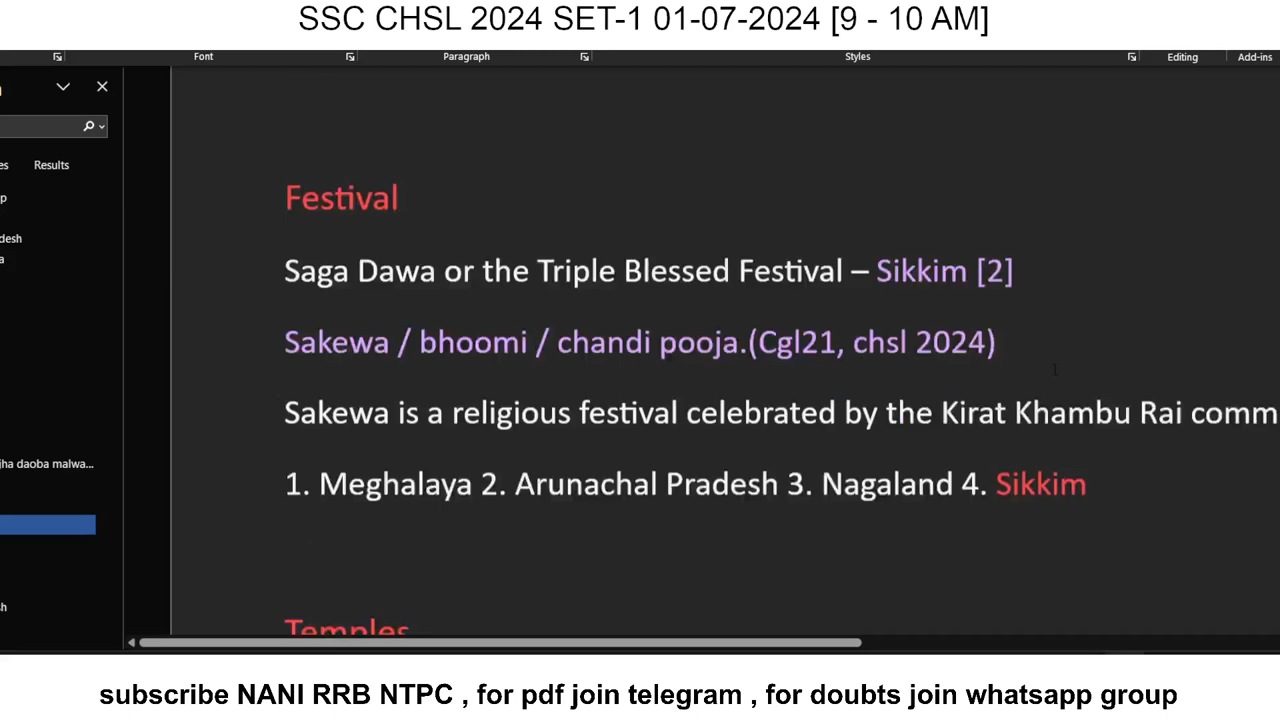 SSC CHSL 2024 SET-1 01-07-2024 [9 - 10 AM]
Font Paragraph Styles Editing Add-ins
Results
Festival
Saga Dawa or the Triple Blessed Festival – Sikkim [2]
Sakewa / bhoomi / chandi pooja.(Cgl21, chsl 2024)
Sakewa is a religious festival celebrated by the Kirat Khambu Rai comm
1. Meghalaya 2. Arunachal Pradesh 3. Nagaland 4. Sikkim
jha daoba malwa...
Temples
subscribe NANI RRB NTPC , for pdf join telegram , for doubts join whatsapp group